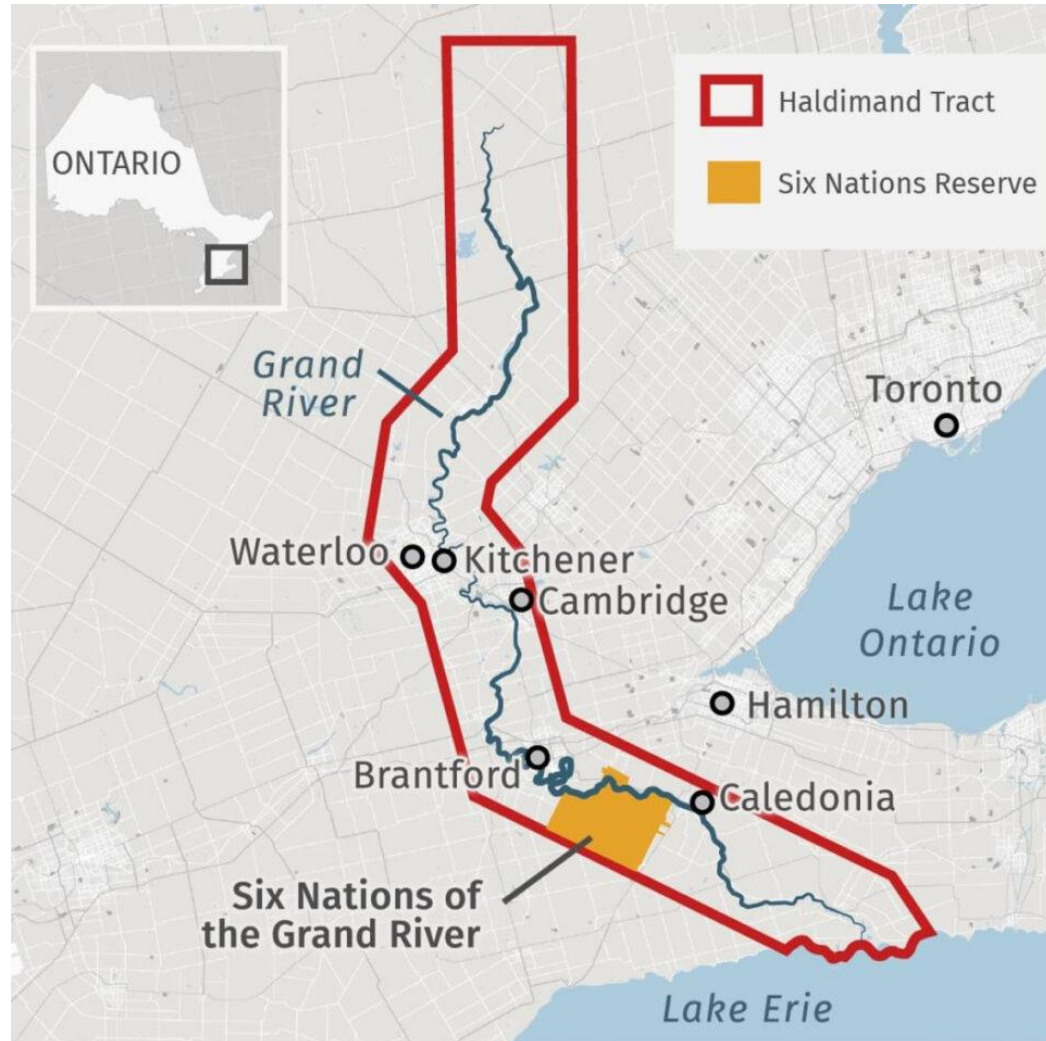 ONTARIO
Haldimand Tract
Six Nations Reserve
Grand
River
Toronto
Waterloo
Kitchener
Cambridge
Lake
Ontario
Hamilton
Brantford
Caledonia
Six Nations of
the Grand River
Lake Erie